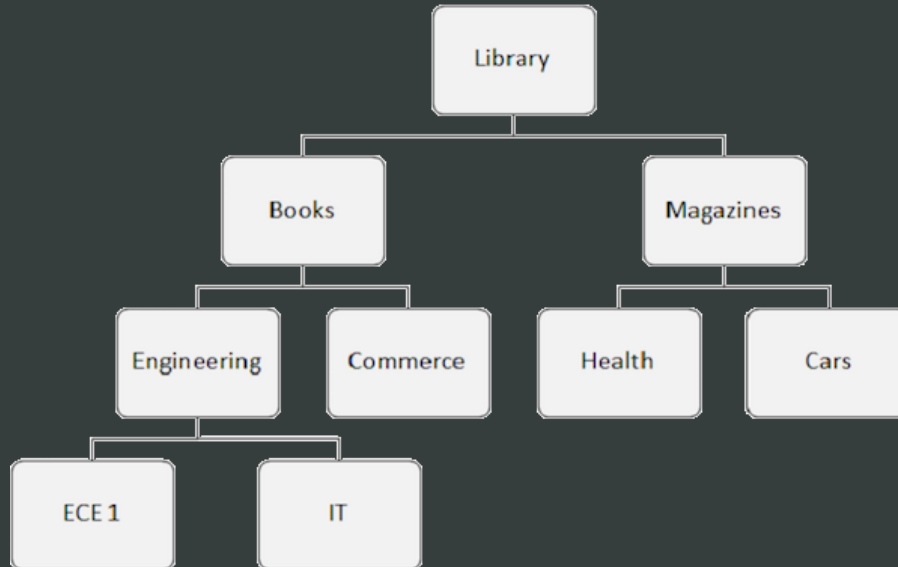 Library
Books
Magazines
Engineering
Commerce
Health
Cars
ECE 1
IT